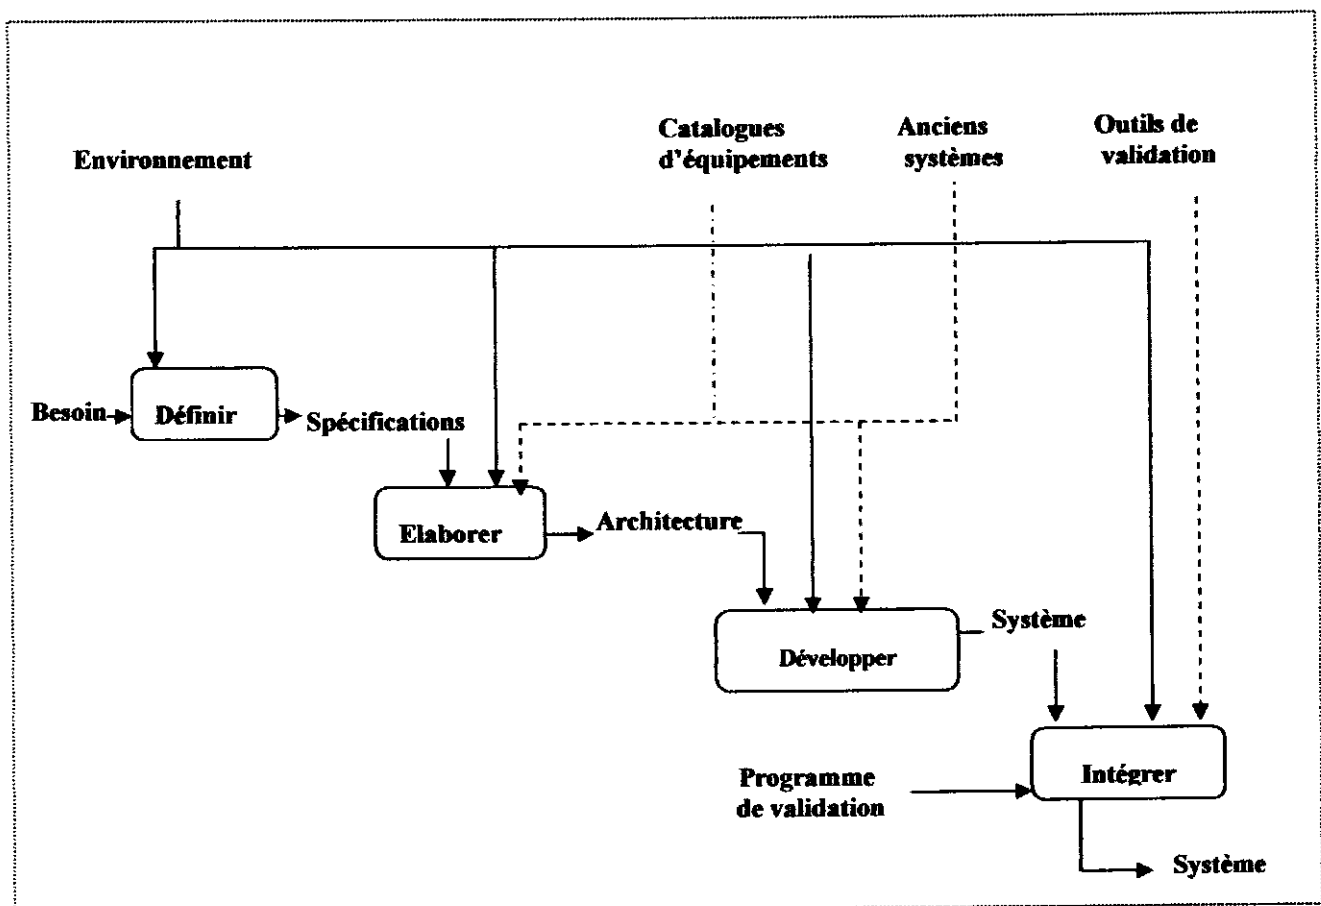 Environnement
Catalogues
d'équipements
Anciens
systèmes
Outils de
validation
Besoin
Définir
Spécifications
Elaborer
Architecture
Développer
Système
Intégrer
Programme
de validation
Système